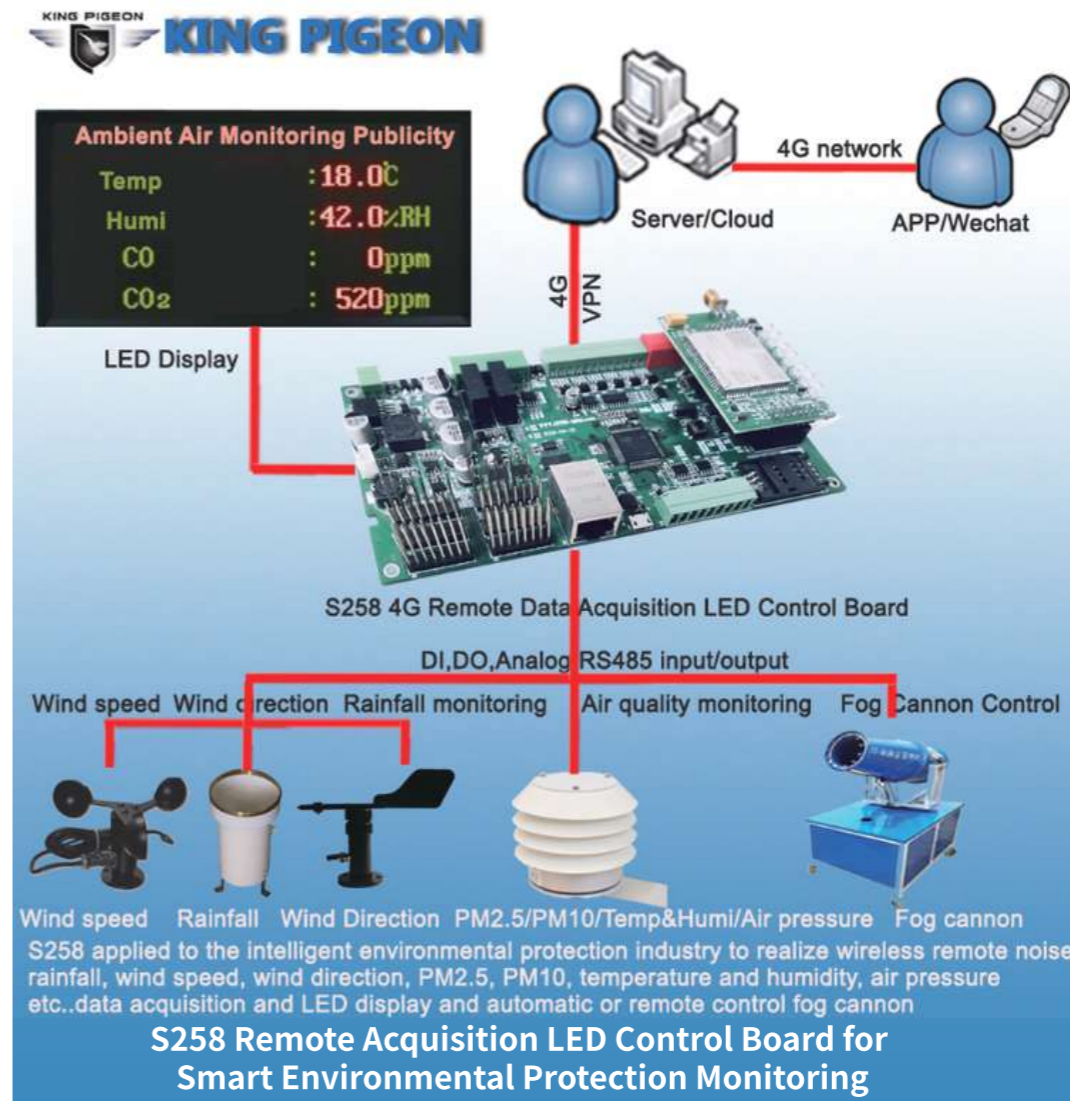 KING PIGEON
KING PIGEON
Ambient Air Monitoring Publicity
Temp :18.0℃
Humi :42.0%RH
CO : 0ppm
CO₂ : 520ppm
LED Display
Server/Cloud
4G network
APP/Wechat
4G
VPN
S258 4G Remote Data Acquisition LED Control Board
DI,DO,Analog RS485 input/output
Wind speed Wind direction Rainfall monitoring Air quality monitoring Fog Cannon Control
Wind speed Rainfall Wind Direction PM2.5/PM10/Temp&Humi/Air pressure Fog cannon
S258 applied to the intelligent environmental protection industry to realize wireless remote noise
rainfall, wind speed, wind direction, PM2.5, PM10, temperature and humidity, air pressure
etc..data acquisition and LED display and automatic or remote control fog cannon
S258 Remote Acquisition LED Control Board for
Smart Environmental Protection Monitoring